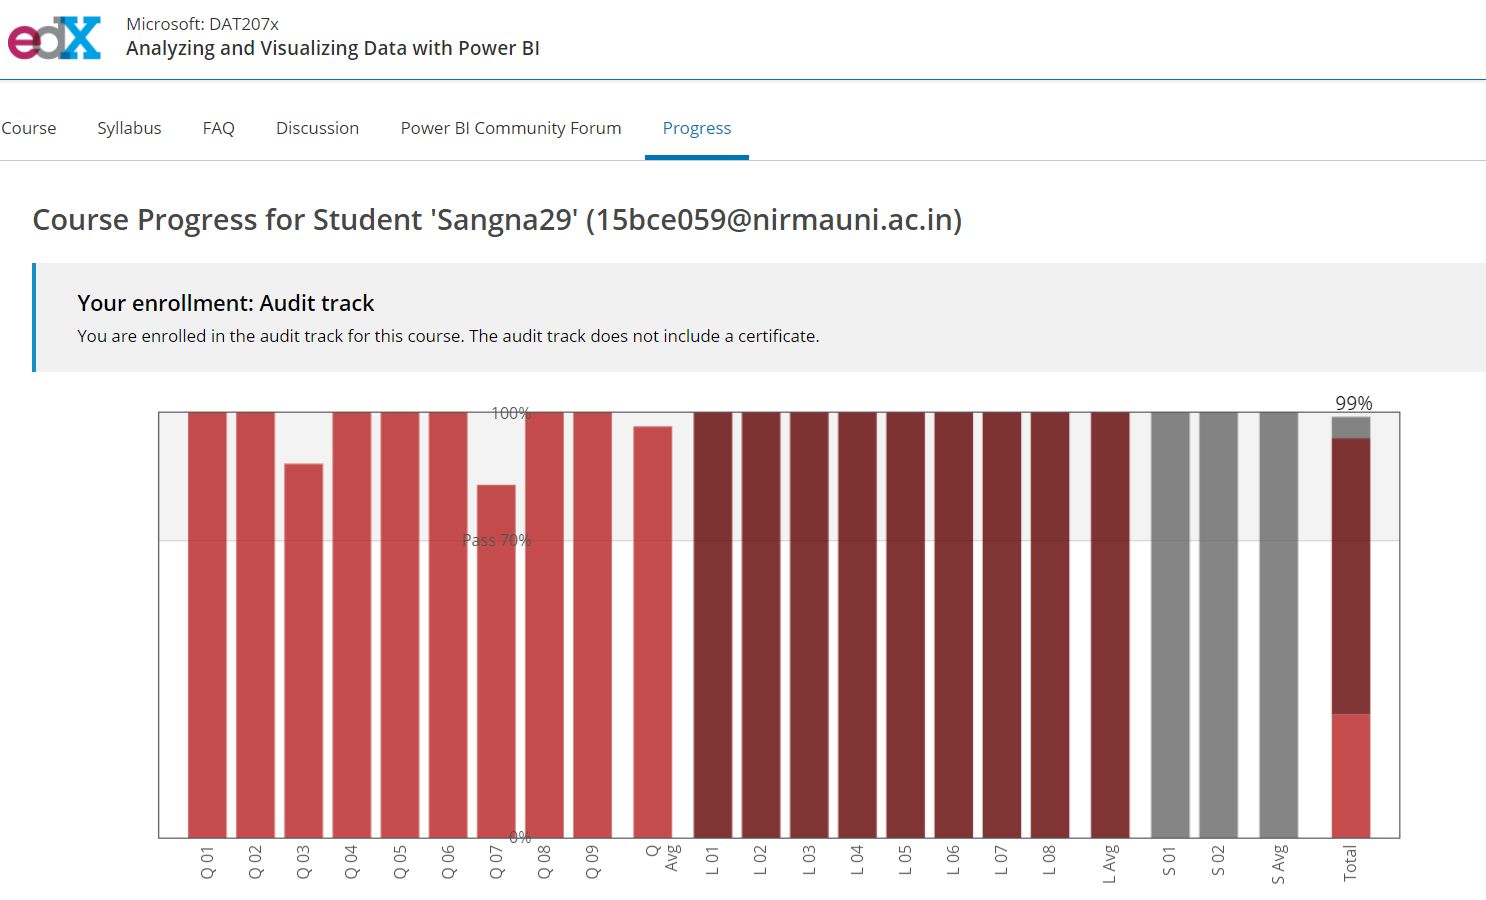 edX
Microsoft: DAT207x
Analyzing and Visualizing Data with Power BI
Course Syllabus FAQ Discussion Power BI Community Forum Progress
Course Progress for Student 'Sangna29' (15bce059@nirmauni.ac.in)
Your enrollment: Audit track
You are enrolled in the audit track for this course. The audit track does not include a certificate.
99%
100%
Pass 70%
0%
Q 01 Q 02 Q 03 Q 04 Q 05 Q 06 Q 07 Q 08 Q 09 Q Avg L 01 L 02 L 03 L 04 L 05 L 06 L 07 L 08 L Avg S 01 S 02 S Avg Total